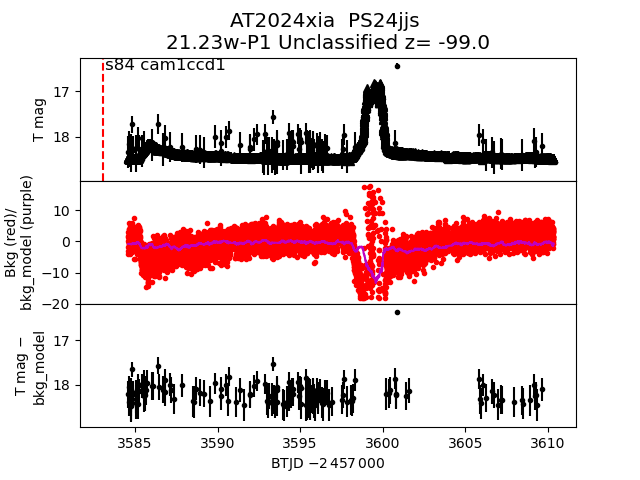 AT2024xia  PS24jjs
21.23w-P1 Unclassified z= -99.0
s84 cam1ccd1
T mag
17
18
Bkg (red)/
bkg_model (purple)
10
0
−10
−20
T mag −
bkg_model
17
18
3585 3590 3595 3600 3605 3610
BTJD −2 457 000